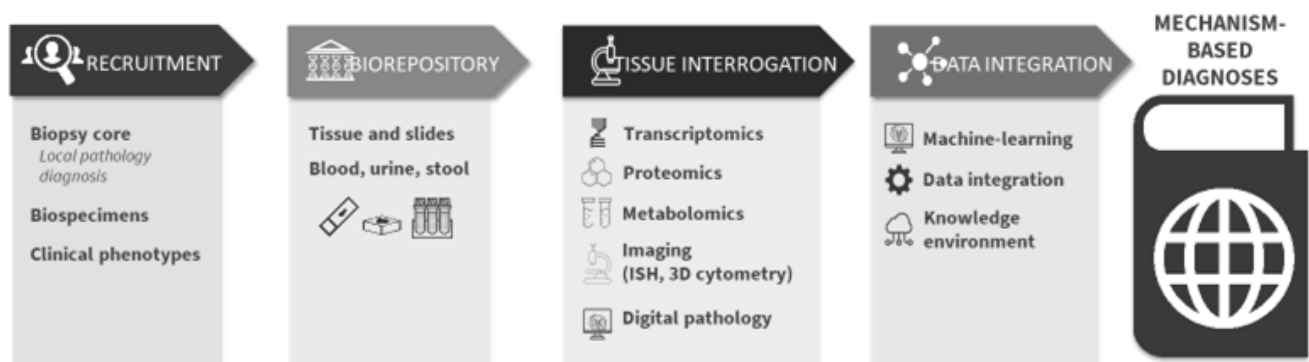 RECRUITMENT
Biopsy core
Local pathology
diagnosis
Biospecimens
Clinical phenotypes
BIOREPOSITORY
Tissue and slides
Blood, urine, stool
TISSUE INTERROGATION
Transcriptomics
Proteomics
Metabolomics
Imaging
(ISH, 3D cytometry)
Digital pathology
DATA INTEGRATION
Machine-learning
Data integration
Knowledge
environment
MECHANISM-
BASED
DIAGNOSES